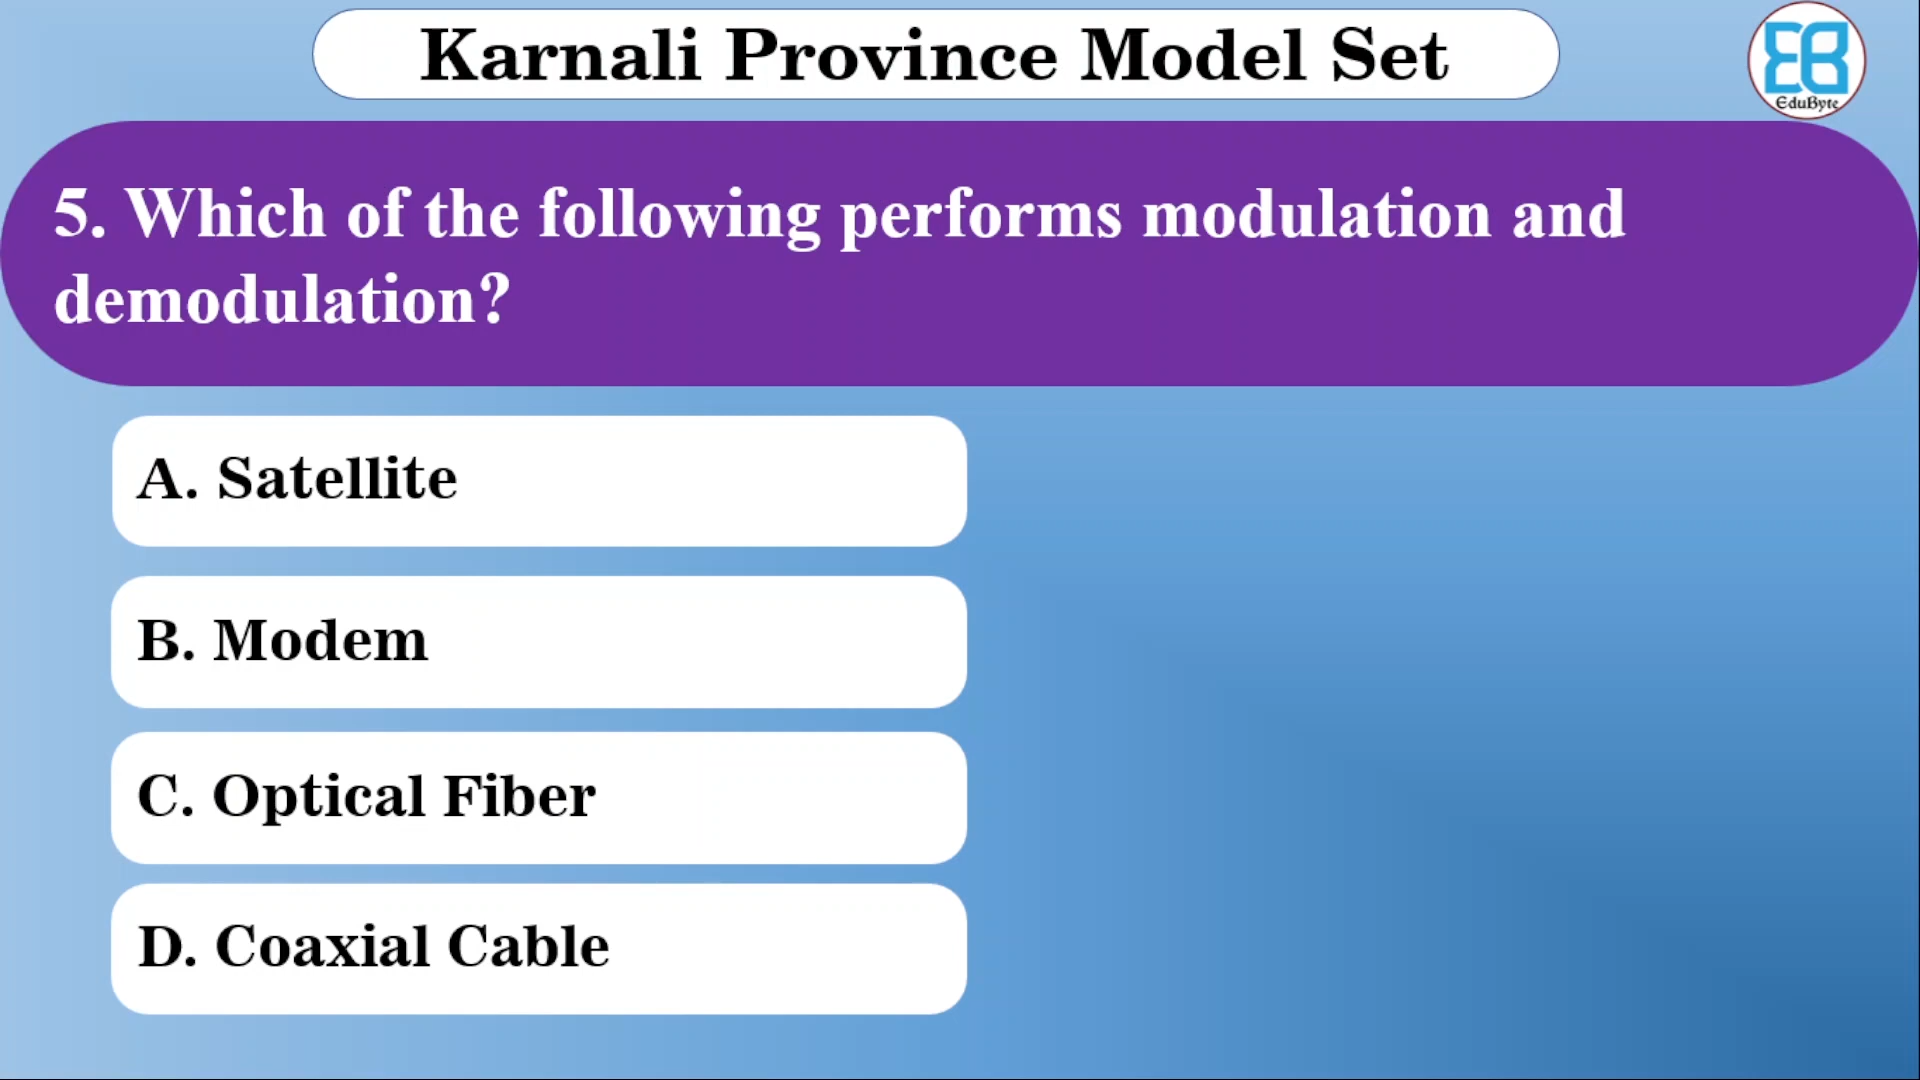 Karnali Province Model Set
EB
EduByte
5. Which of the following performs modulation and
demodulation?
A. Satellite
B. Modem
C. Optical Fiber
D. Coaxial Cable